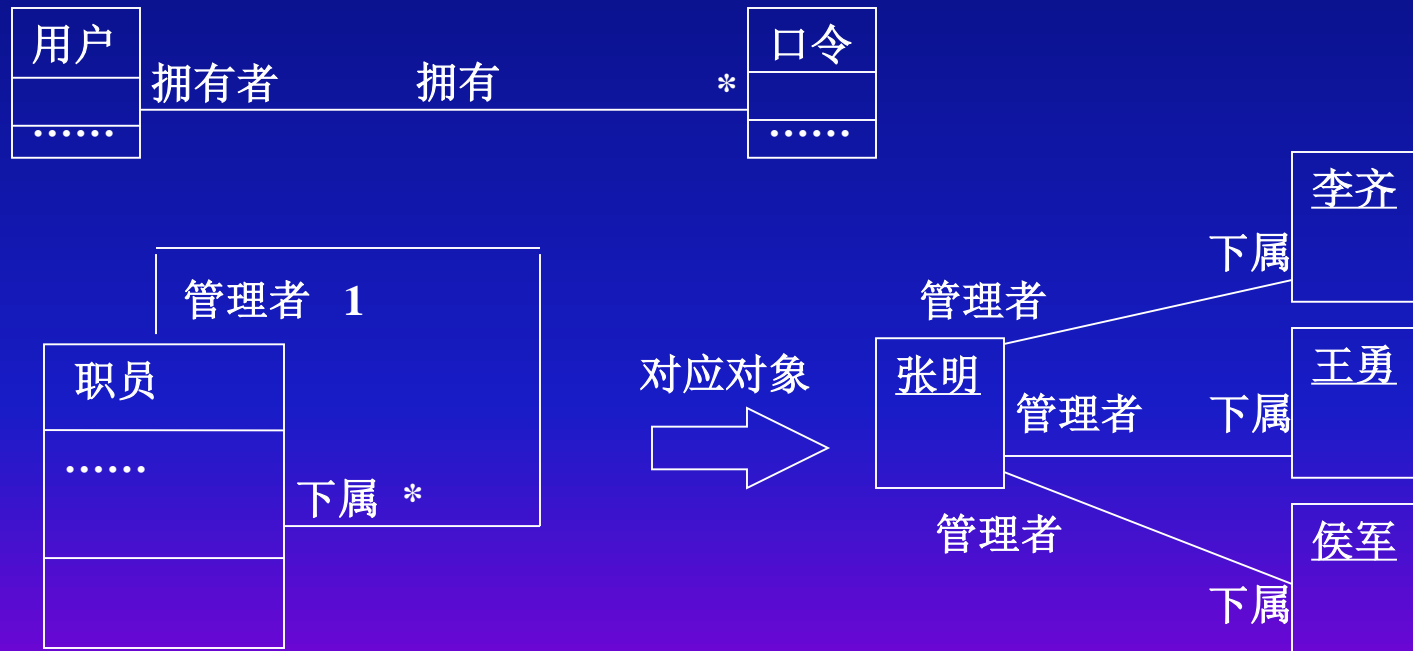 用户
拥有者
拥有
*
口令
……
……
管理者 1
职员
……
下属 *
对应对象
张明
管理者
下属
李齐
管理者
下属
王勇
管理者
下属
侯军